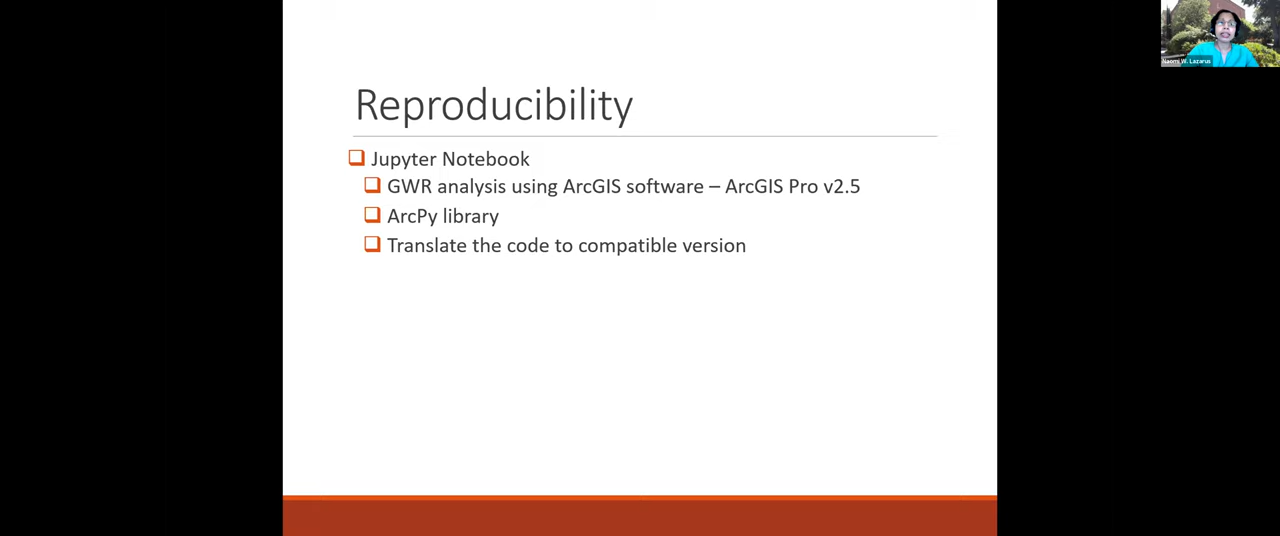 Reproducibility
Jupyter Notebook
GWR analysis using ArcGIS software – ArcGIS Pro v2.5
ArcPy library
Translate the code to compatible version
Naomi W. Lazarus